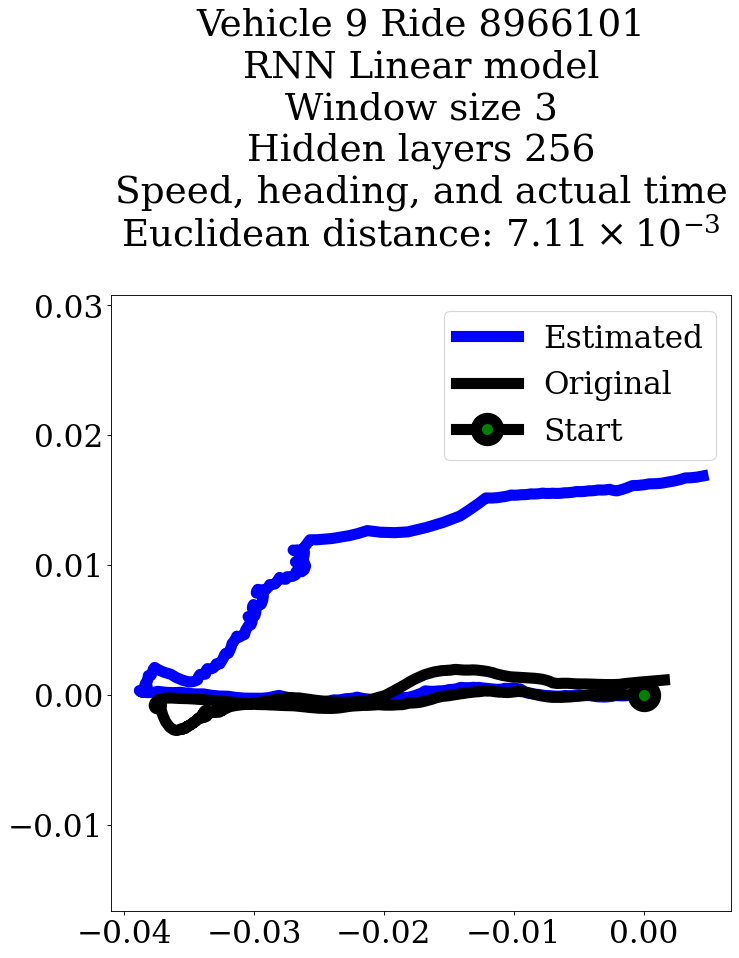 Vehicle 9 Ride 8966101
RNN Linear model
Window size 3
Hidden layers 256
Speed, heading, and actual time
Euclidean distance: 7.11 × 10⁻³
0.03
Estimated
Original
Start
0.02
0.01
0.00
−0.01
−0.04 −0.03 −0.02 −0.01 0.00